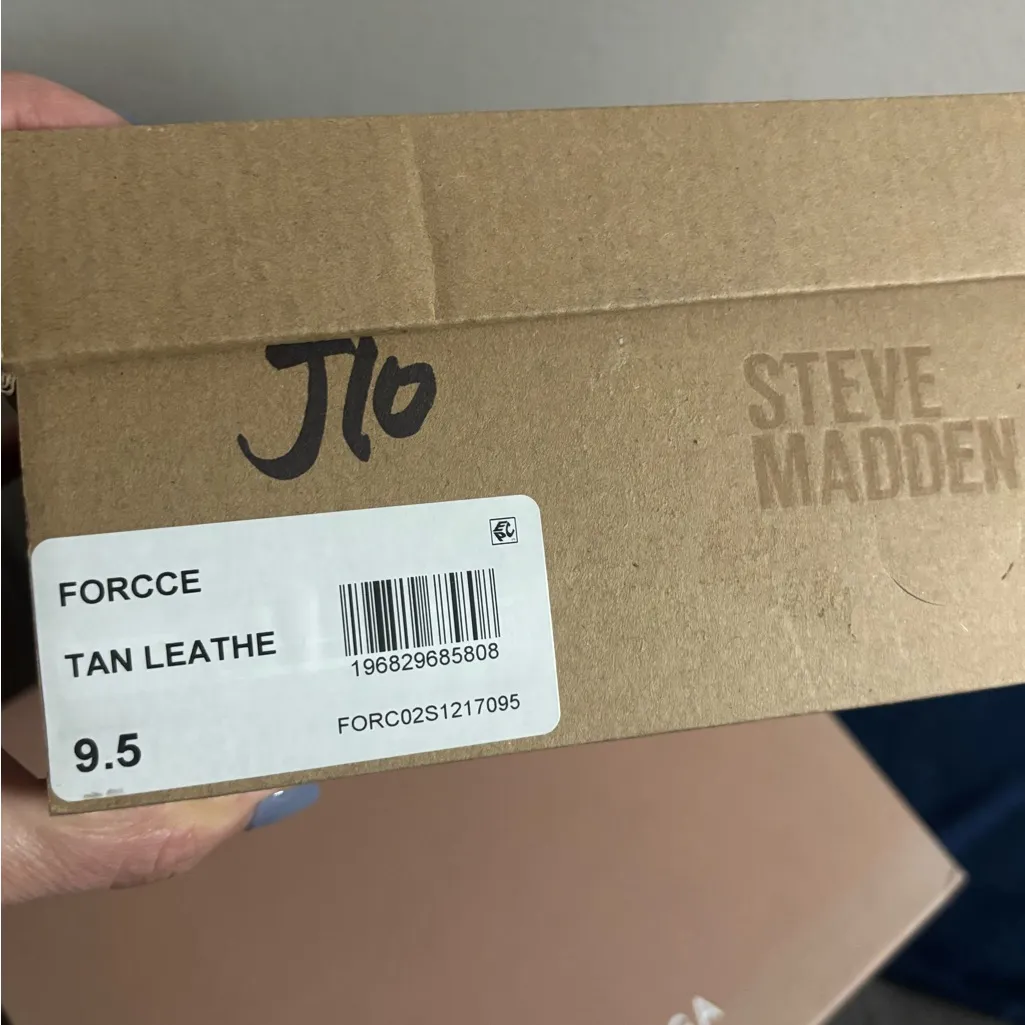 J10
STEVE
MADDEN
FORCCE
TAN LEATHE
196829685808
FORC02S1217095
9.5